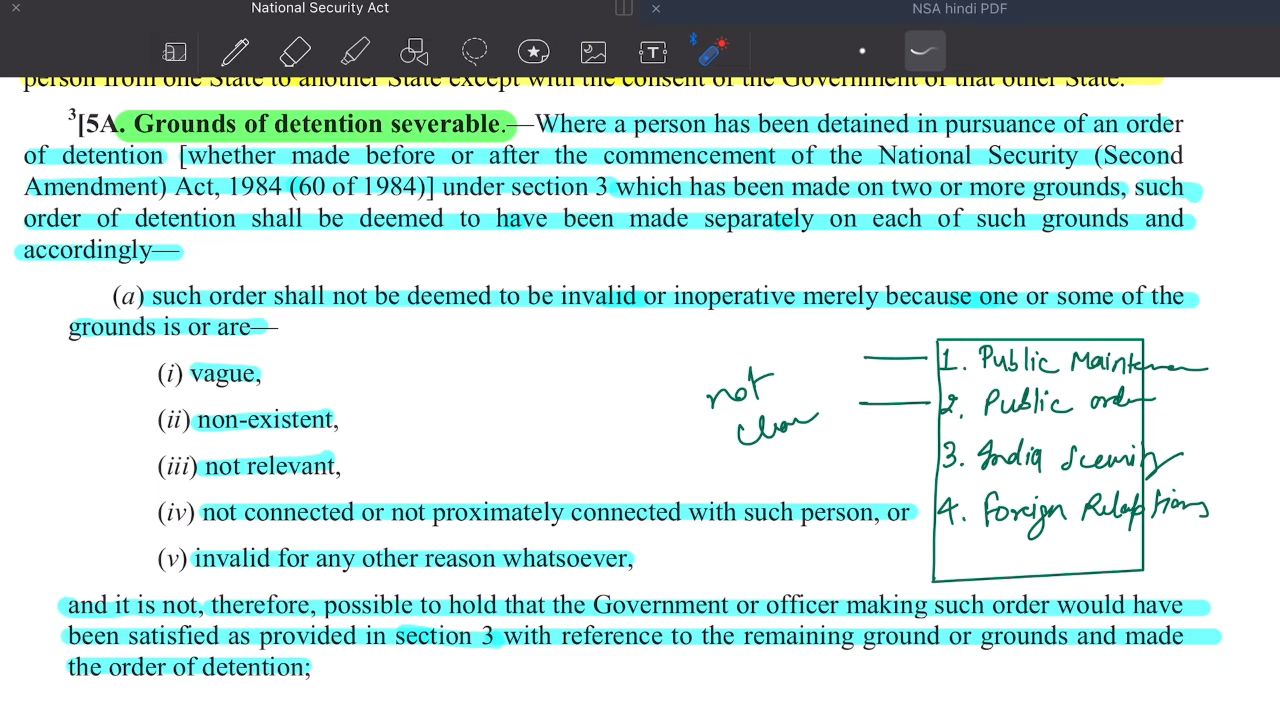 National Security Act
NSA hindi PDF
person from one State to another State except with the consent of the Government of that other State.
3[5A. Grounds of detention severable.—Where a person has been detained in pursuance of an order
of detention [whether made before or after the commencement of the National Security (Second
Amendment) Act, 1984 (60 of 1984)] under section 3 which has been made on two or more grounds, such
order of detention shall be deemed to have been made separately on each of such grounds and
accordingly—
(a) such order shall not be deemed to be invalid or inoperative merely because one or some of the
grounds is or are—
(i) vague,
(ii) non-existent,
(iii) not relevant,
(iv) not connected or not proximately connected with such person, or
(v) invalid for any other reason whatsoever,
not
1. Public
2. Public order
3. India Security
4. Foreign Relations
and it is not, therefore, possible to hold that the Government or officer making such order would have
been satisfied as provided in section 3 with reference to the remaining ground or grounds and made
the order of detention;